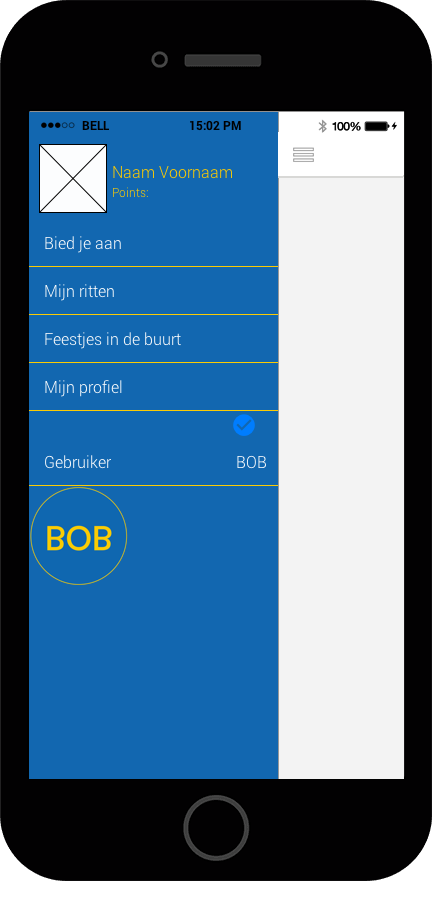 BELL 15:02 PM 100%
Naam Voornaam
Points:
Bied je aan
Mijn ritten
Feestjes in de buurt
Mijn profiel
Gebruiker BOB
BOB